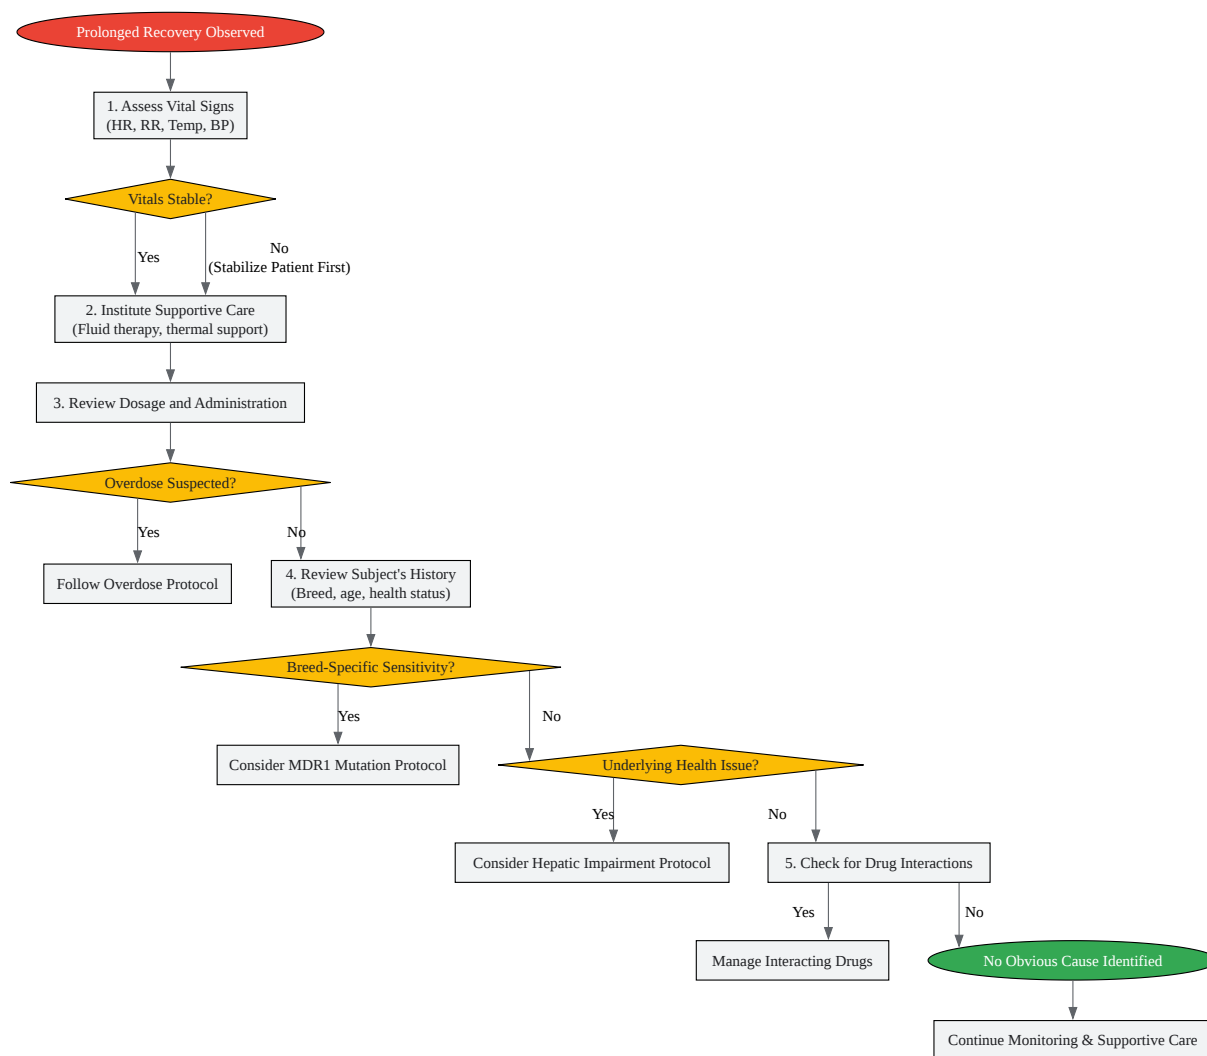 Prolonged Recovery Observed
1. Assess Vital Signs
(HR, RR, Temp, BP)
Vitals Stable?
Yes
No
(Stabilize Patient First)
2. Institute Supportive Care
(Fluid therapy, thermal support)
3. Review Dosage and Administration
Overdose Suspected?
Yes
No
Follow Overdose Protocol
4. Review Subject's History
(Breed, age, health status)
Breed-Specific Sensitivity?
Yes
No
Consider MDR1 Mutation Protocol
Underlying Health Issue?
Yes
No
Consider Hepatic Impairment Protocol
5. Check for Drug Interactions
Yes
No
Manage Interacting Drugs
No Obvious Cause Identified
Continue Monitoring & Supportive Care